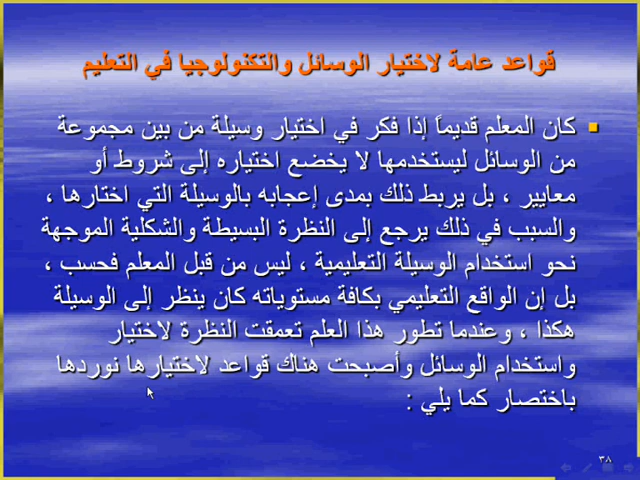 قواعد عامة لاختيار الوسائل والتكنولوجيا في التعليم
كان المعلم قديماً إذا فكر في اختيار وسيلة من بين مجموعة
من الوسائل ليستخدمها لا يخضع اختياره إلى شروط أو
معايير ، بل يربط ذلك بمدى إعجابه بالوسيلة التي اختارها ،
والسبب في ذلك يرجع إلى النظرة البسيطة والشكلية الموجهة
نحو استخدام الوسيلة التعليمية ، ليس من قبل المعلم فحسب ،
بل إن الواقع التعليمي بكافة مستوياته كان ينظر إلى الوسيلة
هكذا ، وعندما تطور هذا العلم تعمقت النظرة لاختيار
واستخدام الوسائل وأصبحت هناك قواعد لاختيارها نوردها
باختصار كما يلي :
٣٨